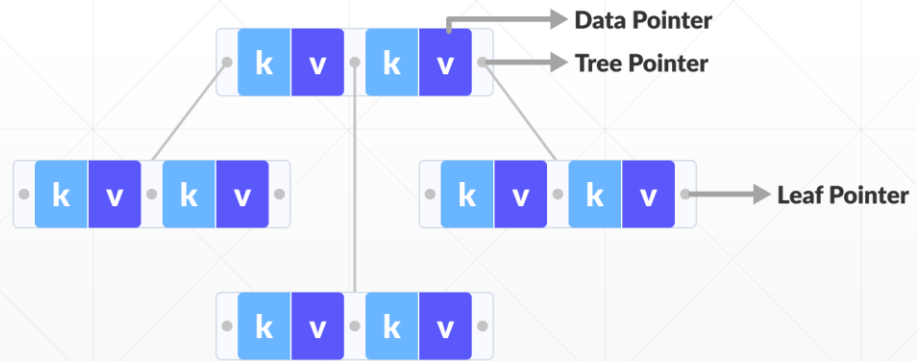 Data Pointer
k v k v Tree Pointer
k v k v k v k v Leaf Pointer
k v k v